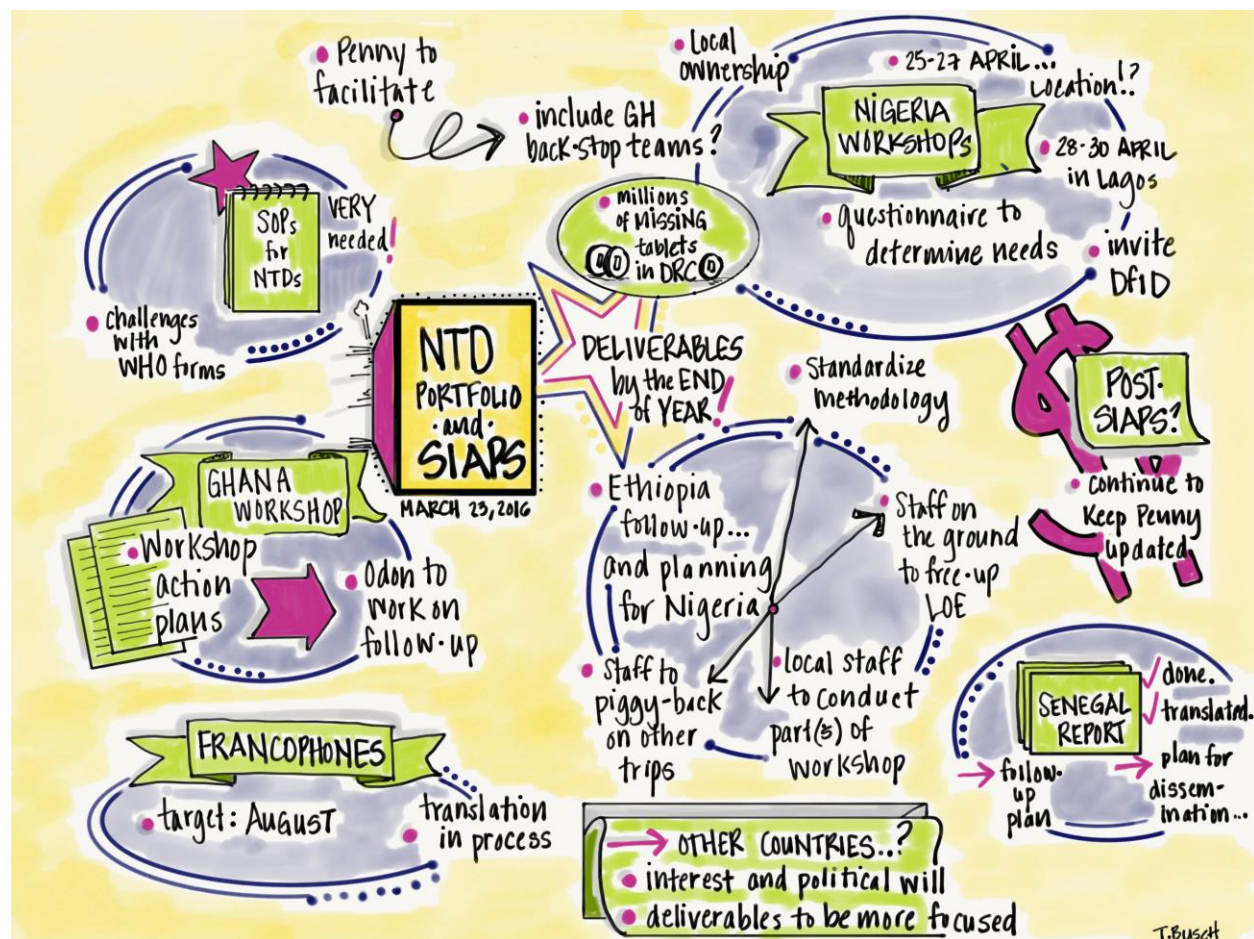 NTD
PORTFOLIO
·and·
SIAPS
MARCH 23, 2016
Penny to
facilitate
include GH
back-stop teams?
Local
ownership
25-27 APRIL...
Location!?
NIGERIA
WORKSHOPS
28-30 APRIL
in Lagos
questionnaire to
determine needs
invite
DfID
millions
of MISSING
tablets
in DRC
SOPs
for
NTDs
VERY
needed!
challenges
with
WHO forms
DELIVERABLES
by the END
of YEAR!
Standardize
methodology
Ethiopia
follow-up...
and planning
for Nigeria
Staff on
the ground
to free-up
LOE
Staff to
piggy-back
on other
trips
local staff
to conduct
part(s) of
workshop
POST-
SIAPS?
continue to
Keep Penny
updated
GHANA
WORKSHOP
Workshop
action
plans
Odon to
work on
follow-up
SENEGAL
REPORT
done.
translated.
follow-
up
plan
plan for
dissem-
ination...
FRANCOPHONES
target: AUGUST
translation
in process
OTHER COUNTRIES..?
interest and political will
deliverables to be more focused
T.BUSCH